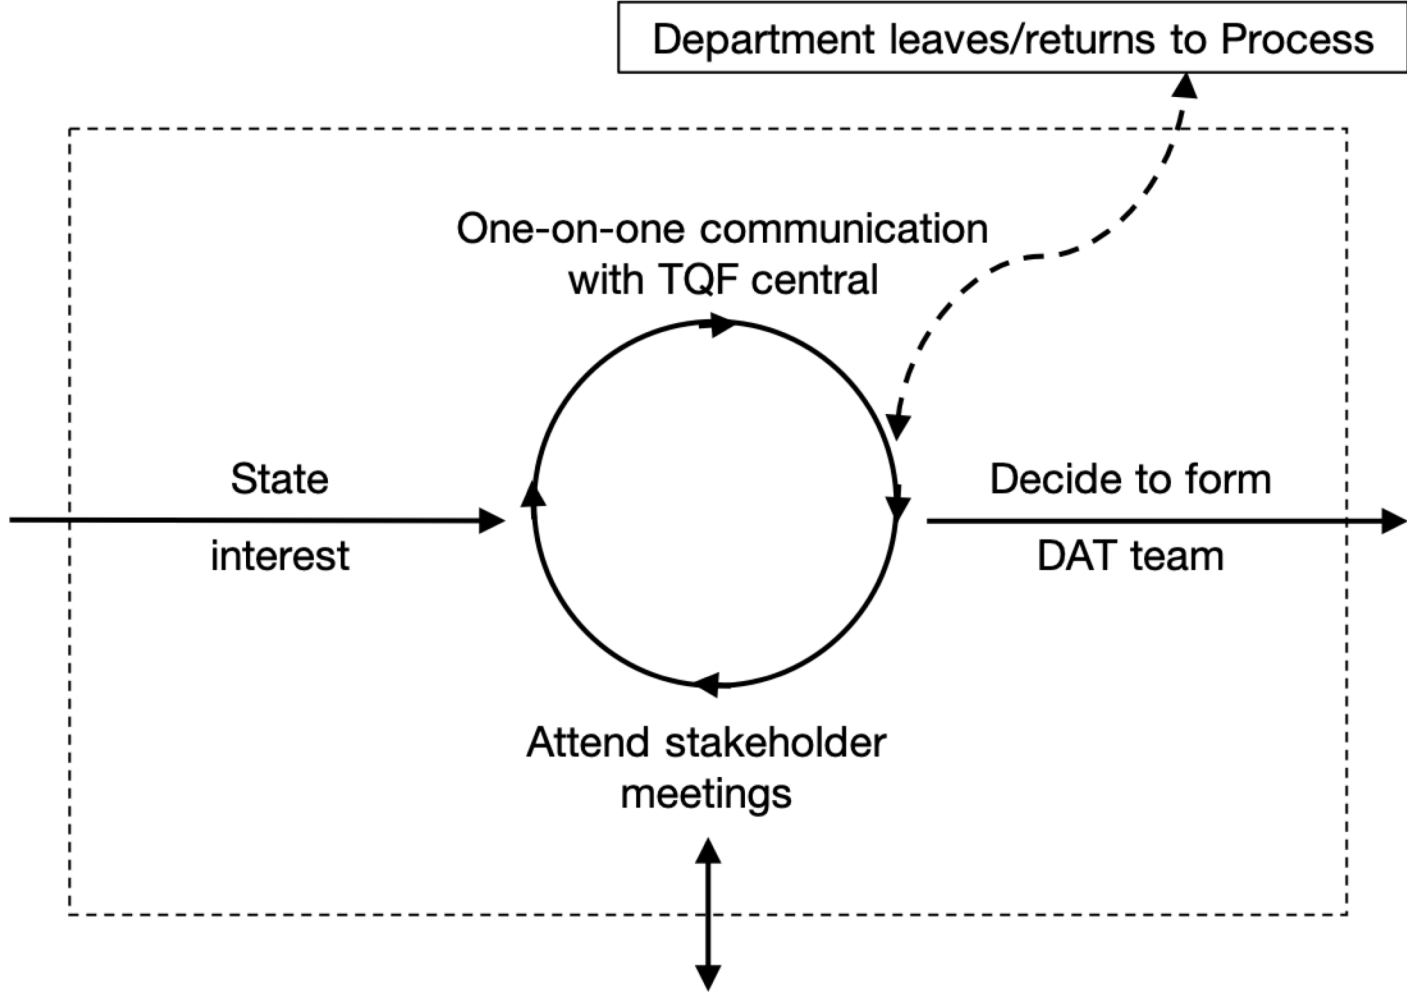 Department leaves/returns to Process
One-on-one communication
with TQF central
State
interest
Decide to form
DAT team
Attend stakeholder
meetings